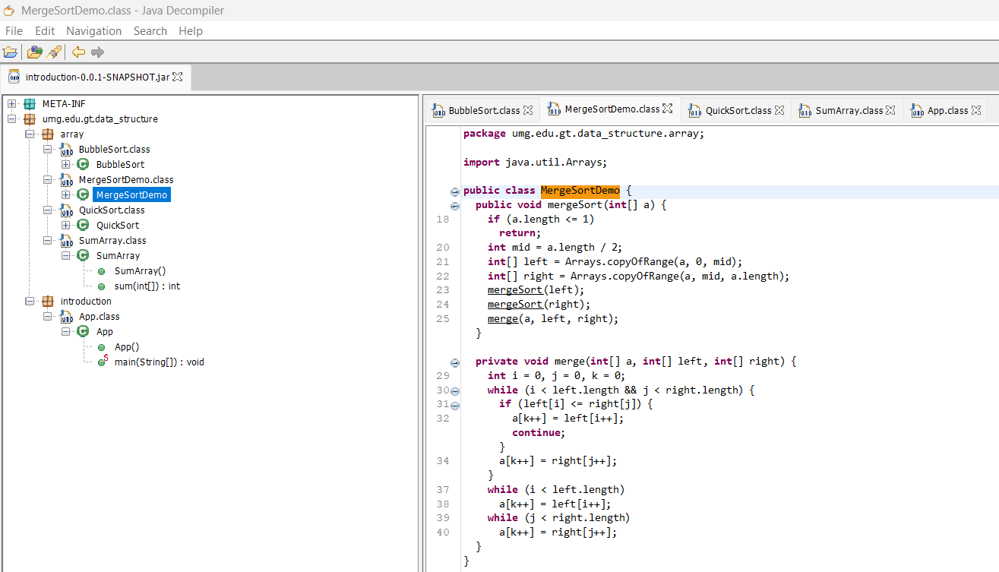 MergeSortDemo.class - Java Decompiler
File Edit Navigation Search Help
introduction-0.0.1-SNAPSHOT.jar
META-INF
umg.edu.gt.data_structure
array
BubbleSort.class
BubbleSort
MergeSortDemo.class
MergeSortDemo
QuickSort.class
QuickSort
SumArray.class
SumArray
SumArray()
sum(int[]) : int
introduction
App.class
App
App()
main(String[]) : void
BubbleSort.class MergeSortDemo.class QuickSort.class SumArray.class App.class
package umg.edu.gt.data_structure.array;
import java.util.Arrays;
public class MergeSortDemo {
public void mergeSort(int[] a) {
18 if (a.length <= 1)
return;
20 int mid = a.length / 2;
21 int[] left = Arrays.copyOfRange(a, 0, mid);
22 int[] right = Arrays.copyOfRange(a, mid, a.length);
23 mergeSort(left);
24 mergeSort(right);
25 merge(a, left, right);
}
private void merge(int[] a, int[] left, int[] right) {
29 int i = 0, j = 0, k = 0;
30 while (i < left.length && j < right.length) {
31 if (left[i] <= right[j]) {
32 a[k++] = left[i++];
continue;
}
34 a[k++] = right[j++];
}
37 while (i < left.length)
38 a[k++] = left[i++];
39 while (j < right.length)
40 a[k++] = right[j++];
}
}